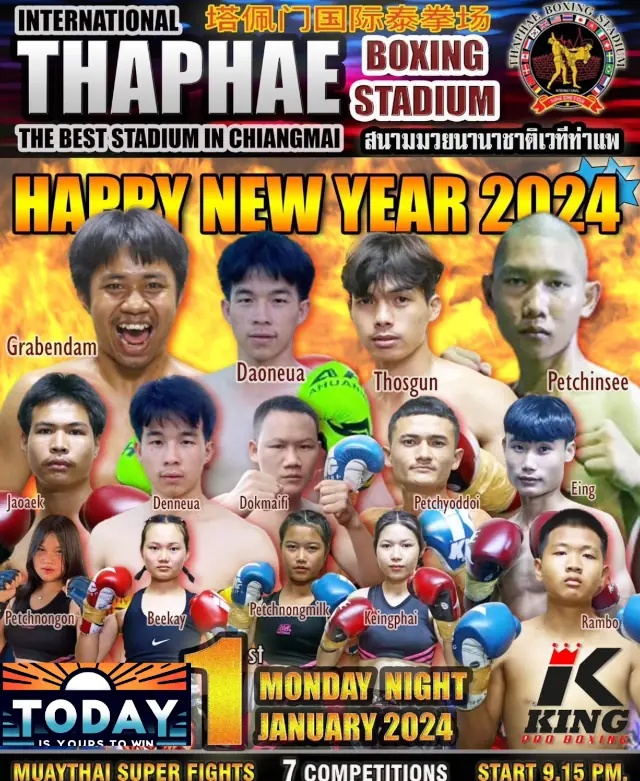 INTERNATIONAL
塔佩门国际泰拳场
THAPHAE
BOXING
STADIUM
THE BEST STADIUM IN CHIANGMAI
สนามมวยนานาชาติเวทีท่าแพ
THAPHAE BOXING STADIUM
HAPPY NEW YEAR 2024
Grabendam
Daoneua
Thosgun
Petchinsee
Jaoaek
Denneua
Dokmaifi
Petchyoddoi
Eing
Petchnongon
Beekay
Petchnongmilk
Keingphai
Rambo
1st
MONDAY NIGHT
JANUARY 2024
TODAY
IS YOURS TO WIN
KING
PRO BOXING
MUAYTHAI SUPER FIGHTS
7 COMPETITIONS
START 9.15 PM.